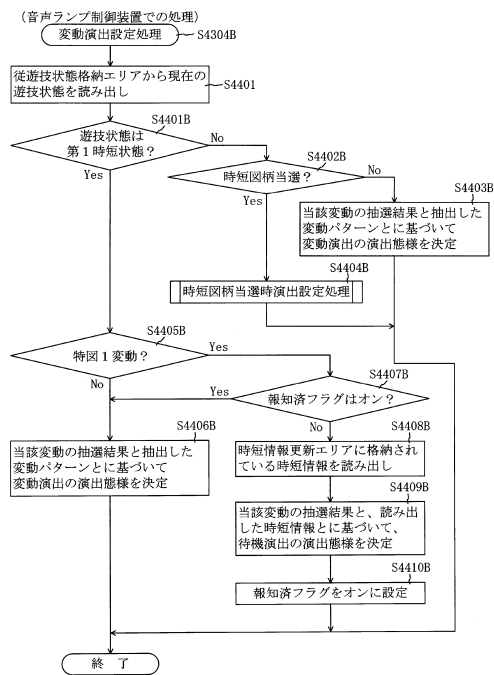 （音声ランプ制御装置での処理）
変動演出設定処理
S4304B
従遊技状態格納エリアから現在の
遊技状態を読み出し
S4401
S4401B
遊技状態は
第１時短状態？
No
Yes
S4402B
時短図柄当選？
No
Yes
S4403B
当該変動の抽選結果と抽出した
変動パターンとに基づいて
変動演出の演出態様を決定
S4404B
時短図柄当選時演出設定処理
S4405B
特図１変動？
Yes
No
S4407B
報知済フラグはオン？
Yes
No
S4406B
当該変動の抽選結果と抽出した
変動パターンとに基づいて
変動演出の演出態様を決定
S4408B
時短情報更新エリアに格納され
ている時短情報を読み出し
S4409B
当該変動の抽選結果と、読み出
した時短情報とに基づいて、
待機演出の演出態様を決定
S4410B
報知済フラグをオンに設定
終　了